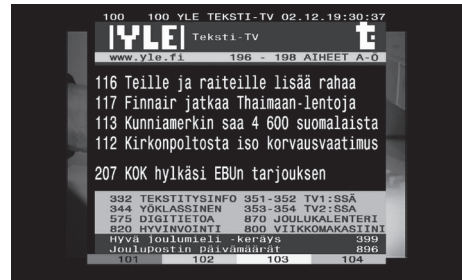 100 100 YLE TEKSTI-TV 02.12.19:30:37
YLE Teksti-TV t:
www.yle.fi 196 - 198 AIHEET A-Ö
116 Teille ja raiteille lisää rahaa
117 Finnair jatkaa Thaimaan-lentoja
113 Kunniamerkin saa 4 600 suomalaista
112 Kirkonpoltosta iso korvausvaatimus
207 KOK hylkäsi EBUn tarjouksen
332 TEKSTITYSINFO 351-352 TV1:SSÄ
344 YÖKLASSINEN 353-354 TV2:SSA
575 DIGITIETOA 870 JOULUKALENTERI
820 HYVINVOINTI 800 VIIKKOMAKASIINI
Hyvä joulumieli -keräys 399
Joulupostin päivämäärät 896
101 102 103 104